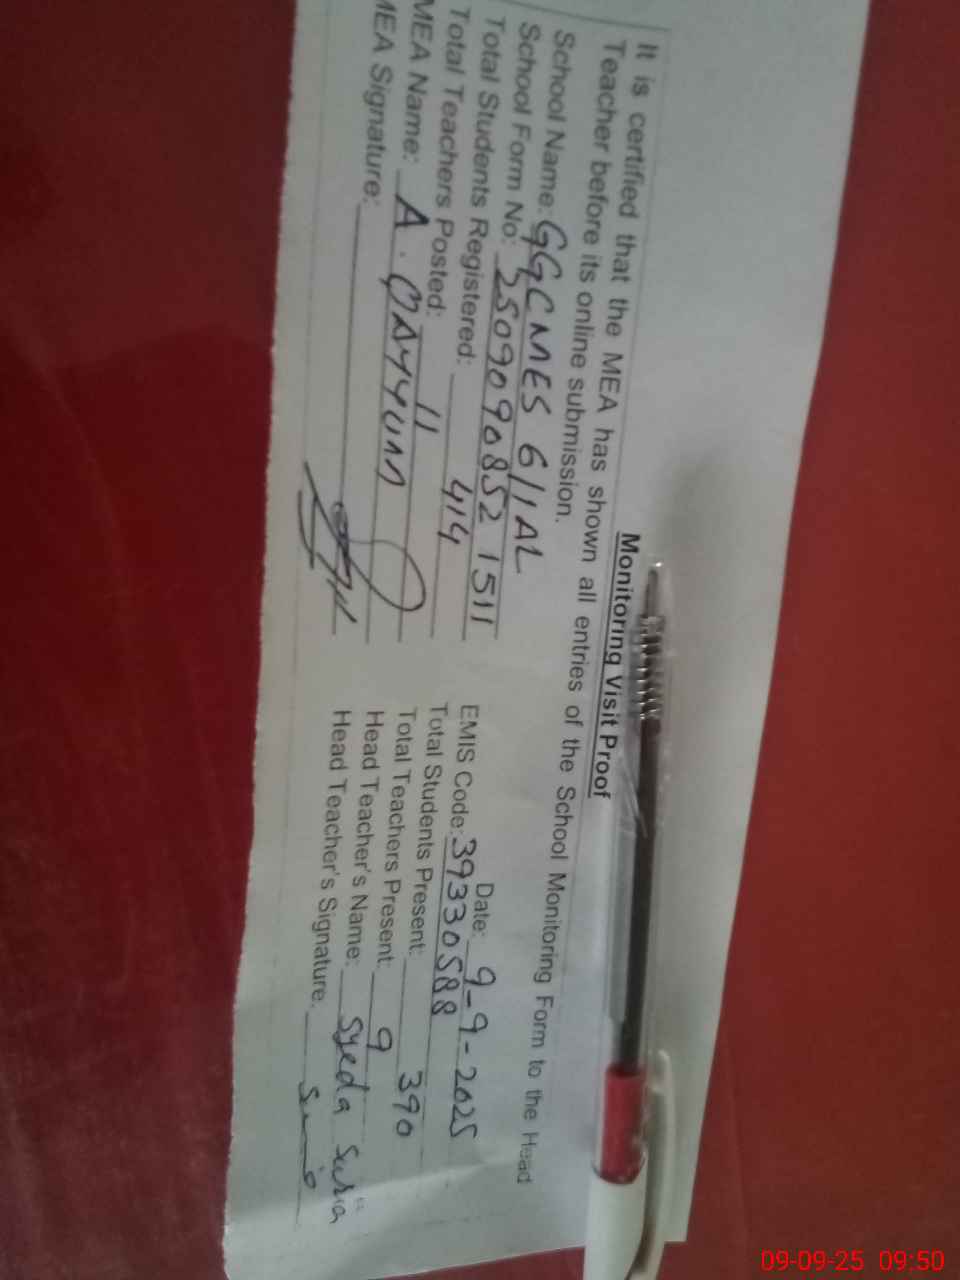 Monitoring Visit Proof
It is certified that the MEA has shown all entries of the School Monitoring Form to the Head
Teacher before its online submission.
School Name: GGCMES 6/1AL Date: 9-9-2025
School Form No: 2509090852 1511 EMIS Code: 39330588
Total Students Registered: 414 Total Students Present: 390
Total Teachers Posted: 11 Total Teachers Present: 9
MEA Name: A. QAYYUM Head Teacher's Name: Syeda Suria
MEA Signature: Head Teacher's Signature:
09-09-25 09:50